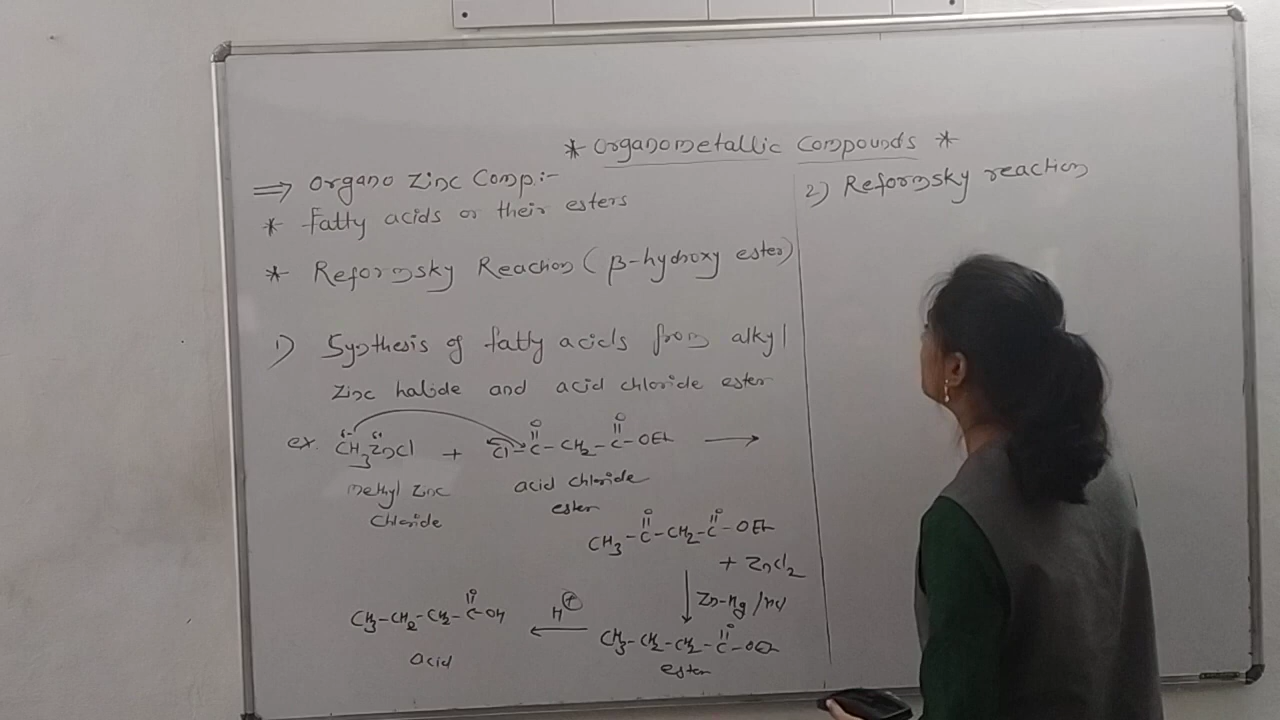 * Organometallic Compounds *
⇒ Organo Zinc Comp:-
* Fatty acids or their esters
* Reformsky Reaction (β-hydroxy ester)
1) Synthesis of fatty acids from alkyl
Zinc halide and acid chloride ester
ex. CH3ZnCl + Cl-C-CH2-C-OEt →
δ- δ+ O O
methyl zinc chloride
acid chloride ester
O O
CH3-C-CH2-C-OEt
+ ZnCl2
↓ Zn-Hg/HCl
O
CH3-CH2-CH2-C-OEt
ester
H⊕ ←
O
CH3-CH2-CH2-C-OH
acid
2) Reformsky reaction